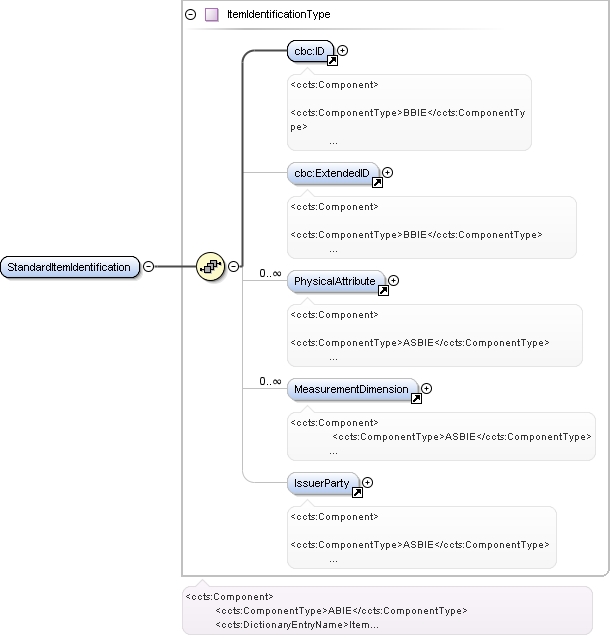 ItemIdentificationType
cbc:ID
<ccts:Component>
<ccts:ComponentType>BBIE</ccts:ComponentTy
pe>
...
cbc:ExtendedID
<ccts:Component>
<ccts:ComponentType>BBIE</ccts:ComponentType>
...
StandardItemIdentification
0..∞
PhysicalAttribute
<ccts:Component>
<ccts:ComponentType>ASBIE</ccts:ComponentType>
...
0..∞
MeasurementDimension
<ccts:Component>
<ccts:ComponentType>ASBIE</ccts:ComponentType>
...
IssuerParty
<ccts:Component>
<ccts:ComponentType>ASBIE</ccts:ComponentType>
...
<ccts:Component>
<ccts:ComponentType>ABIE</ccts:ComponentType>
<ccts:DictionaryEntryName>Item...